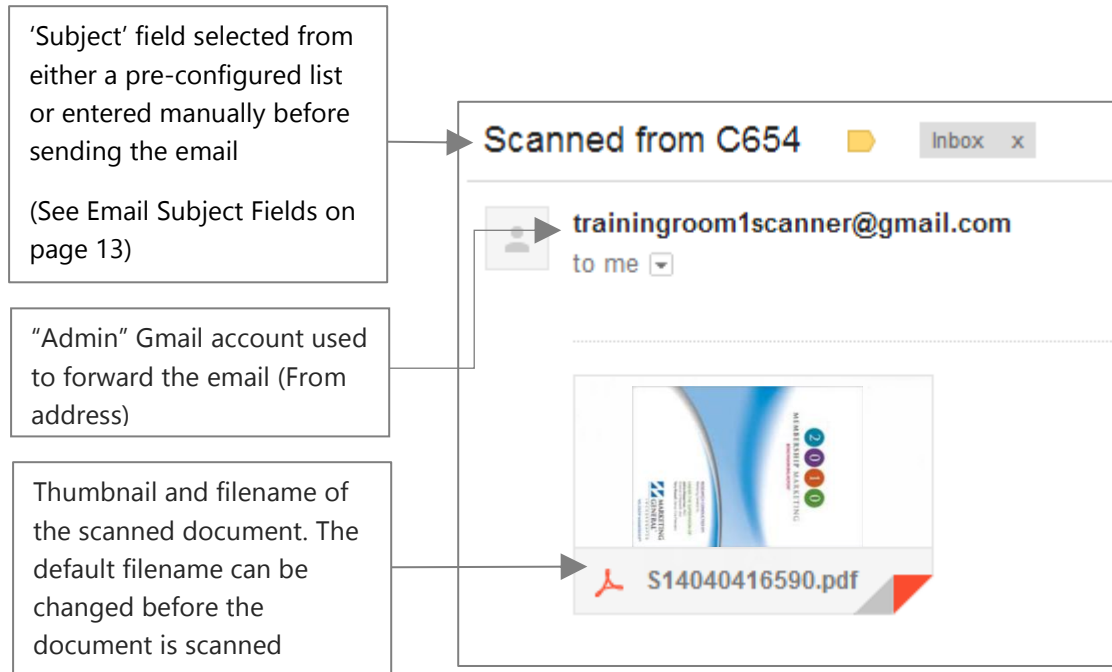 ‘Subject’ field selected from
either a pre-configured list
or entered manually before
sending the email
(See Email Subject Fields on
page 13)
“Admin” Gmail account used
to forward the email (From
address)
Thumbnail and filename of
the scanned document. The
default filename can be
changed before the
document is scanned
Scanned from C654
Inbox x
trainingroom1scanner@gmail.com
to me
2010
MEMBERSHIP MARKETING
MARKETING
GENERAL
S14040416590.pdf